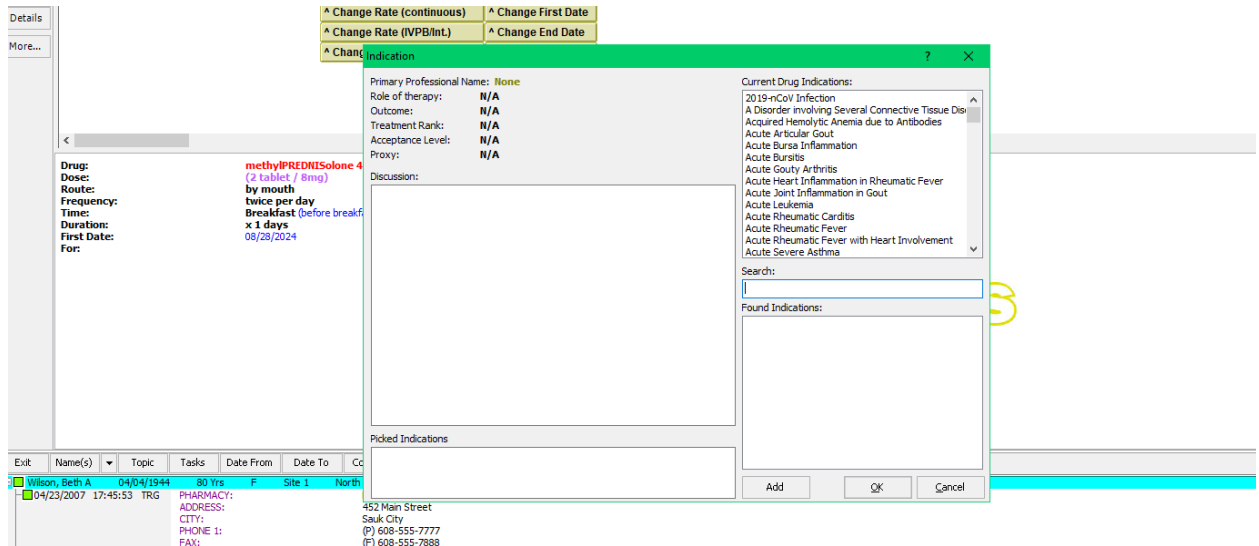 Details
More...
^ Change Rate (continuous) ^ Change First Date
^ Change Rate (IVPB/Int.) ^ Change End Date
^ Chang
Indication ? ×
Primary Professional Name: None
Role of therapy: N/A
Outcome: N/A
Treatment Rank: N/A
Acceptance Level: N/A
Proxy: N/A
Discussion:
Picked Indications
Current Drug Indications:
2019-nCoV Infection
A Disorder involving Several Connective Tissue Dise
Acquired Hemolytic Anemia due to Antibodies
Acute Articular Gout
Acute Bursa Inflammation
Acute Bursitis
Acute Gouty Arthritis
Acute Heart Inflammation in Rheumatic Fever
Acute Joint Inflammation in Gout
Acute Leukemia
Acute Rheumatic Carditis
Acute Rheumatic Fever
Acute Rheumatic Fever with Heart Involvement
Acute Severe Asthma
Search:
Found Indications:
Add OK Cancel
Drug: methylPREDNISolone 4
Dose: (2 tablet / 8mg)
Route: by mouth
Frequency: twice per day
Time: Breakfast (before breakfa
Duration: x 1 days
First Date: 08/28/2024
For:
S
Exit Name(s) Topic Tasks Date From Date To Co
Wilson, Beth A 04/04/1944 80 Yrs F Site 1 North
04/23/2007 17:45:53 TRG PHARMACY:
ADDRESS: 452 Main Street
CITY: Sauk City
PHONE 1: (P) 608-555-7777
FAX: (F) 608-555-7888